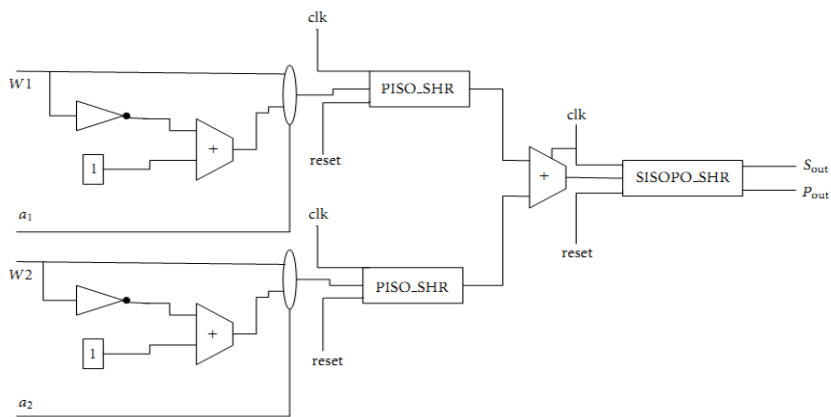 clk
W1
PISO_SHR
+
1
reset
a1
clk
+
clk
SISOPO_SHR
Sout
Pout
reset
W2
PISO_SHR
+
1
reset
a2